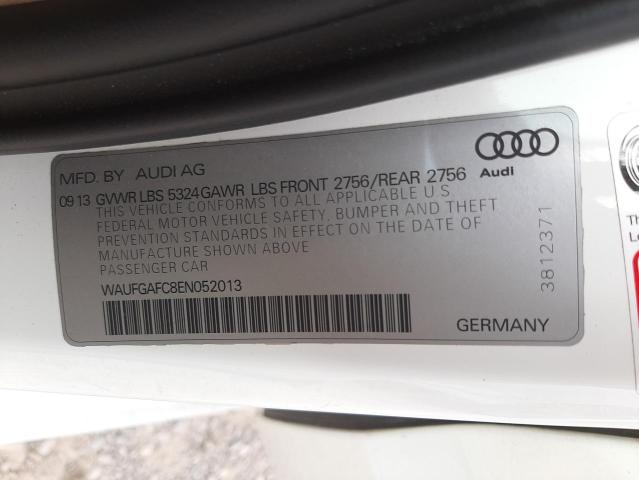 MFD. BY AUDI AG
Audi
09 13 GVWR LBS 5324 GAWR LBS FRONT 2756/REAR 2756
THIS VEHICLE CONFORMS TO ALL APPLICABLE U.S.
FEDERAL MOTOR VEHICLE SAFETY, BUMPER AND THEFT
PREVENTION STANDARDS IN EFFECT ON THE DATE OF
MANUFACTURE SHOWN ABOVE
PASSENGER CAR
WAUFGAFC8EN052013
GERMANY
3812371